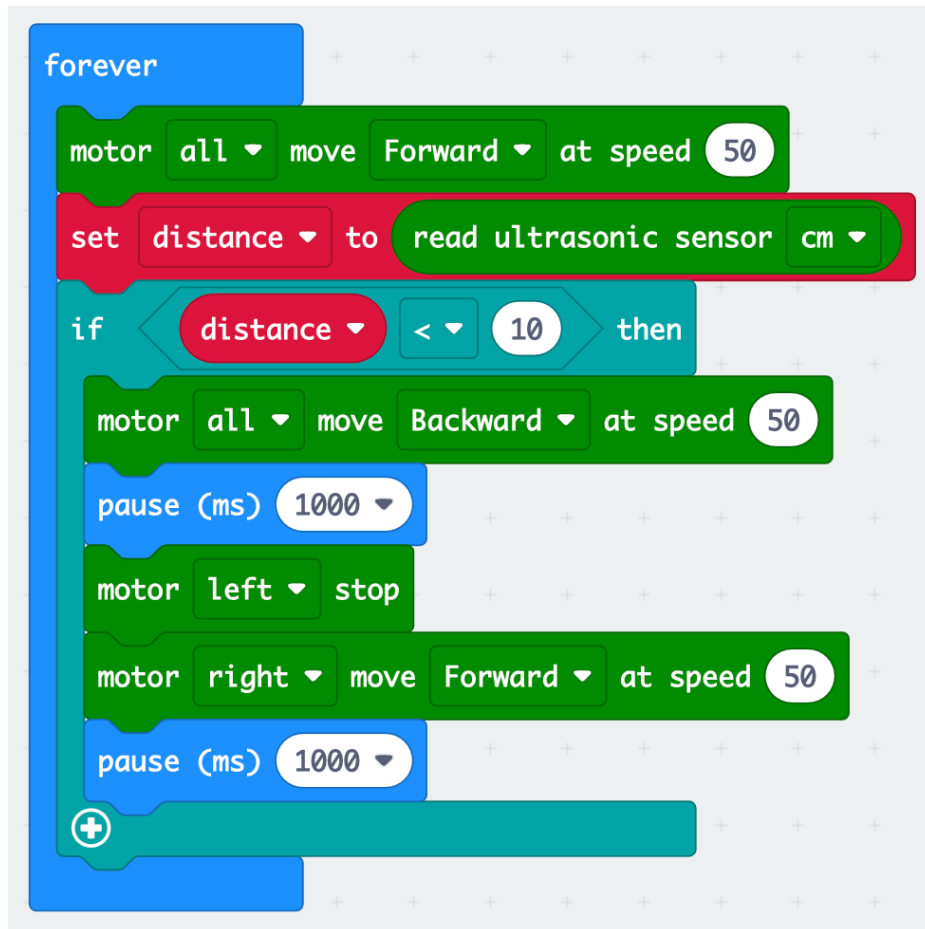 forever
motor all move Forward at speed 50
set distance to read ultrasonic sensor cm
if distance < 10 then
motor all move Backward at speed 50
pause (ms) 1000
motor left stop
motor right move Forward at speed 50
pause (ms) 1000